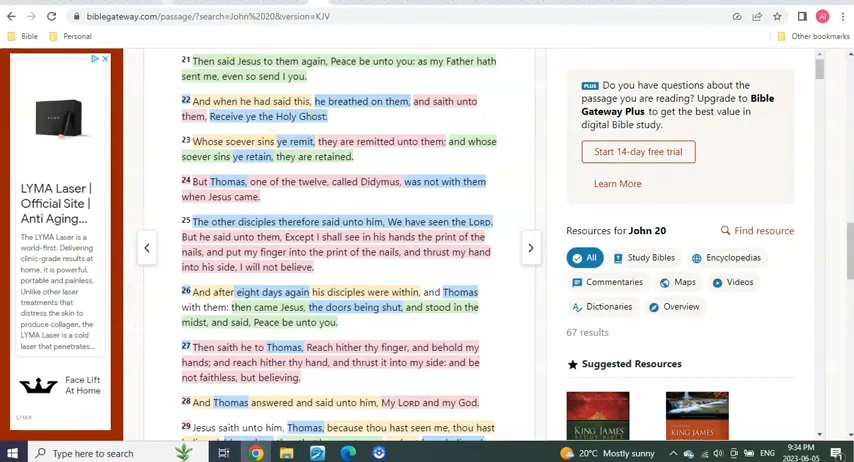 biblegateway.com/passage/?search=John%2020&version=KJV
AI
Bible
Personal
Other bookmarks
LYMA Laser |
Official Site |
Anti Aging...
The LYMA Laser is a
world-first. Delivering
clinic-grade results at
home, it is powerful,
portable and painless.
Unlike other laser
treatments that
distress the skin to
produce collagen, the
LYMA Laser is a cold
laser that penetrates...
Face Lift
At Home
LYMA
21 Then said Jesus to them again, Peace be unto you: as my Father hath
sent me, even so send I you.
22 And when he had said this, he breathed on them, and saith unto
them, Receive ye the Holy Ghost:
23 Whose soever sins ye remit, they are remitted unto them; and whose
soever sins ye retain, they are retained.
24 But Thomas, one of the twelve, called Didymus, was not with them
when Jesus came.
25 The other disciples therefore said unto him, We have seen the LORD.
But he said unto them, Except I shall see in his hands the print of the
nails, and put my finger into the print of the nails, and thrust my hand
into his side, I will not believe.
26 And after eight days again his disciples were within, and Thomas
with them: then came Jesus, the doors being shut, and stood in the
midst, and said, Peace be unto you.
27 Then saith he to Thomas, Reach hither thy finger, and behold my
hands; and reach hither thy hand, and thrust it into my side: and be
not faithless, but believing.
28 And Thomas answered and said unto him, My LORD and my God.
29 Jesus saith unto him, Thomas, because thou hast seen me, thou hast
PLUS Do you have questions about the
passage you are reading? Upgrade to Bible
Gateway Plus to get the best value in
digital Bible study.
Start 14-day free trial
Learn More
Resources for John 20
Find resource
All
Study Bibles
Encyclopedias
Commentaries
Maps
Videos
Dictionaries
Overview
67 results
Suggested Resources
KING JAMES
KING JAMES
Type here to search
20°C Mostly sunny
ENG
9:34 PM
2023-06-05